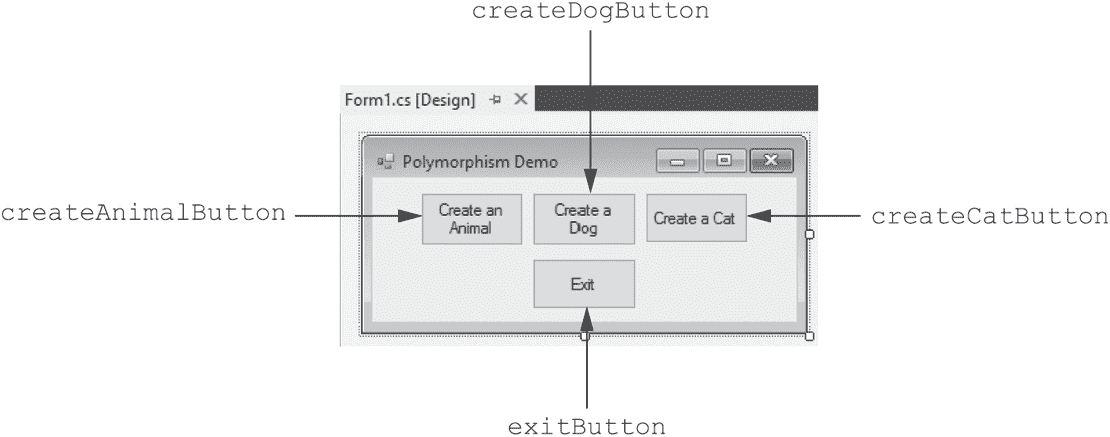 createDogButton
Form1.cs [Design]
Polymorphism Demo
createAnimalButton
Create an
Animal
Create a
Dog
Create a Cat
createCatButton
Exit
exitButton